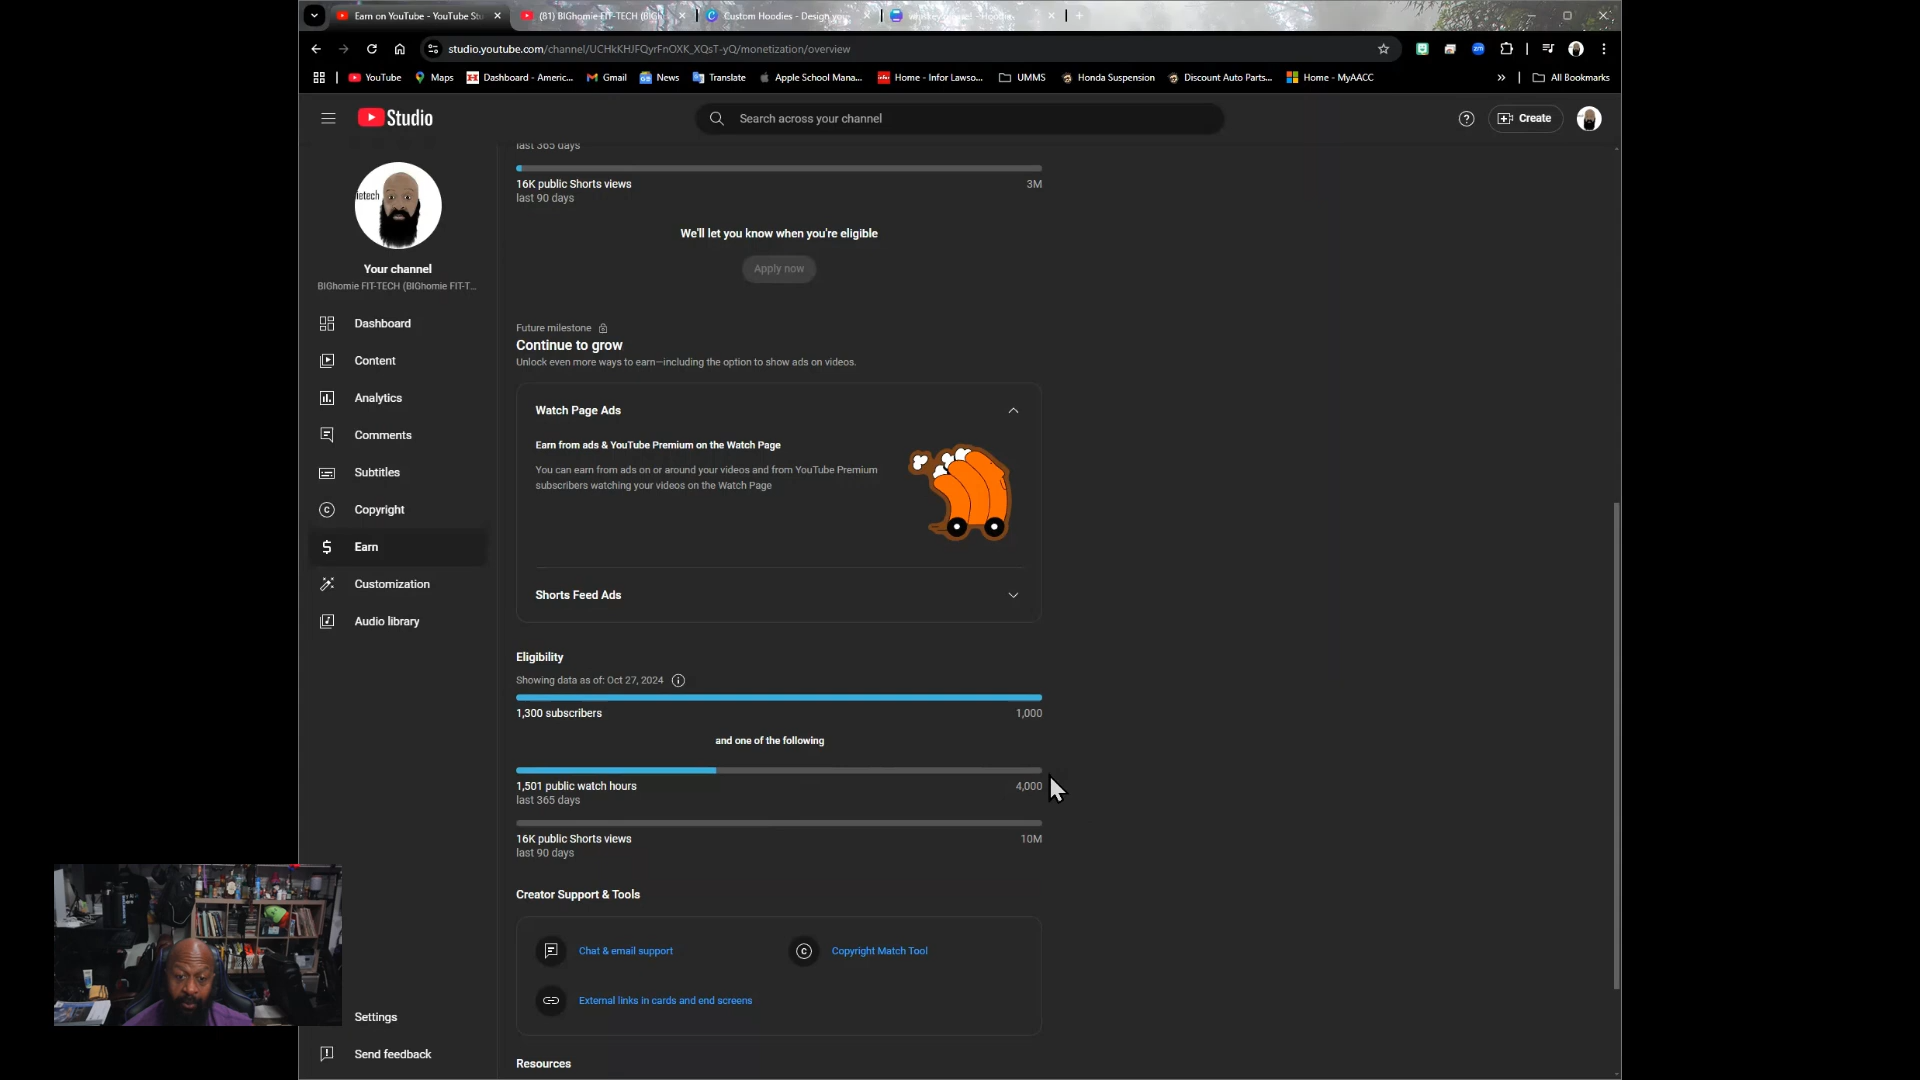 Earn on YouTube - YouTube Stu
(81) BIGhomie FIT-TECH (BIGh
Custom Hoodies - Design you
studio.youtube.com/channel/UCHkKHJFQyrFnOXK_XQsT-yQ/monetization/overview
YouTube
Maps
Dashboard - Americ...
Gmail
News
Translate
Apple School Mana...
Home - Infor Lawso...
UMMS
Honda Suspension
Discount Auto Parts...
Home - MyAACC
»
All Bookmarks
Studio
Search across your channel
Create
last 365 days
16K public Shorts views
3M
last 90 days
We'll let you know when you're eligible
Apply now
ietech
Your channel
BIGhomie FIT-TECH (BIGhomie FIT-T...
Dashboard
Content
Analytics
Comments
Subtitles
Copyright
Earn
Customization
Audio library
Settings
Send feedback
Future milestone
Continue to grow
Unlock even more ways to earn—including the option to show ads on videos.
Watch Page Ads
Earn from ads & YouTube Premium on the Watch Page
You can earn from ads on or around your videos and from YouTube Premium
subscribers watching your videos on the Watch Page
Shorts Feed Ads
Eligibility
Showing data as of: Oct 27, 2024
1,300 subscribers
1,000
and one of the following
1,501 public watch hours
4,000
last 365 days
16K public Shorts views
10M
last 90 days
Creator Support & Tools
Chat & email support
Copyright Match Tool
External links in cards and end screens
Resources